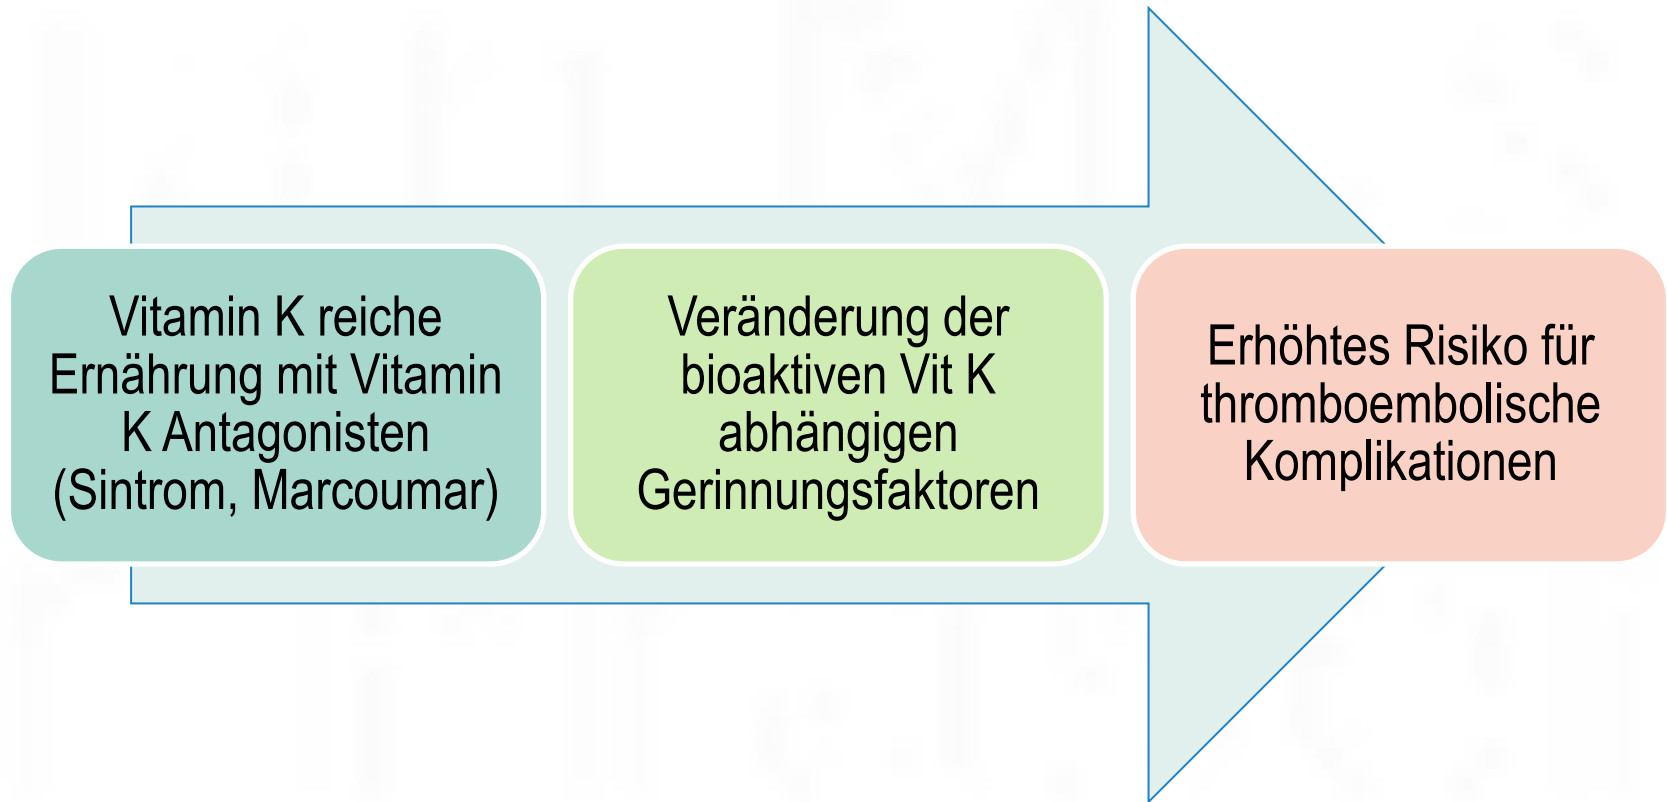 Vitamin K reiche
Ernährung mit Vitamin
K Antagonisten
(Sintrom, Marcoumar)
Veränderung der
bioaktiven Vit K
abhängigen
Gerinnungsfaktoren
Erhöhtes Risiko für
thromboembolische
Komplikationen